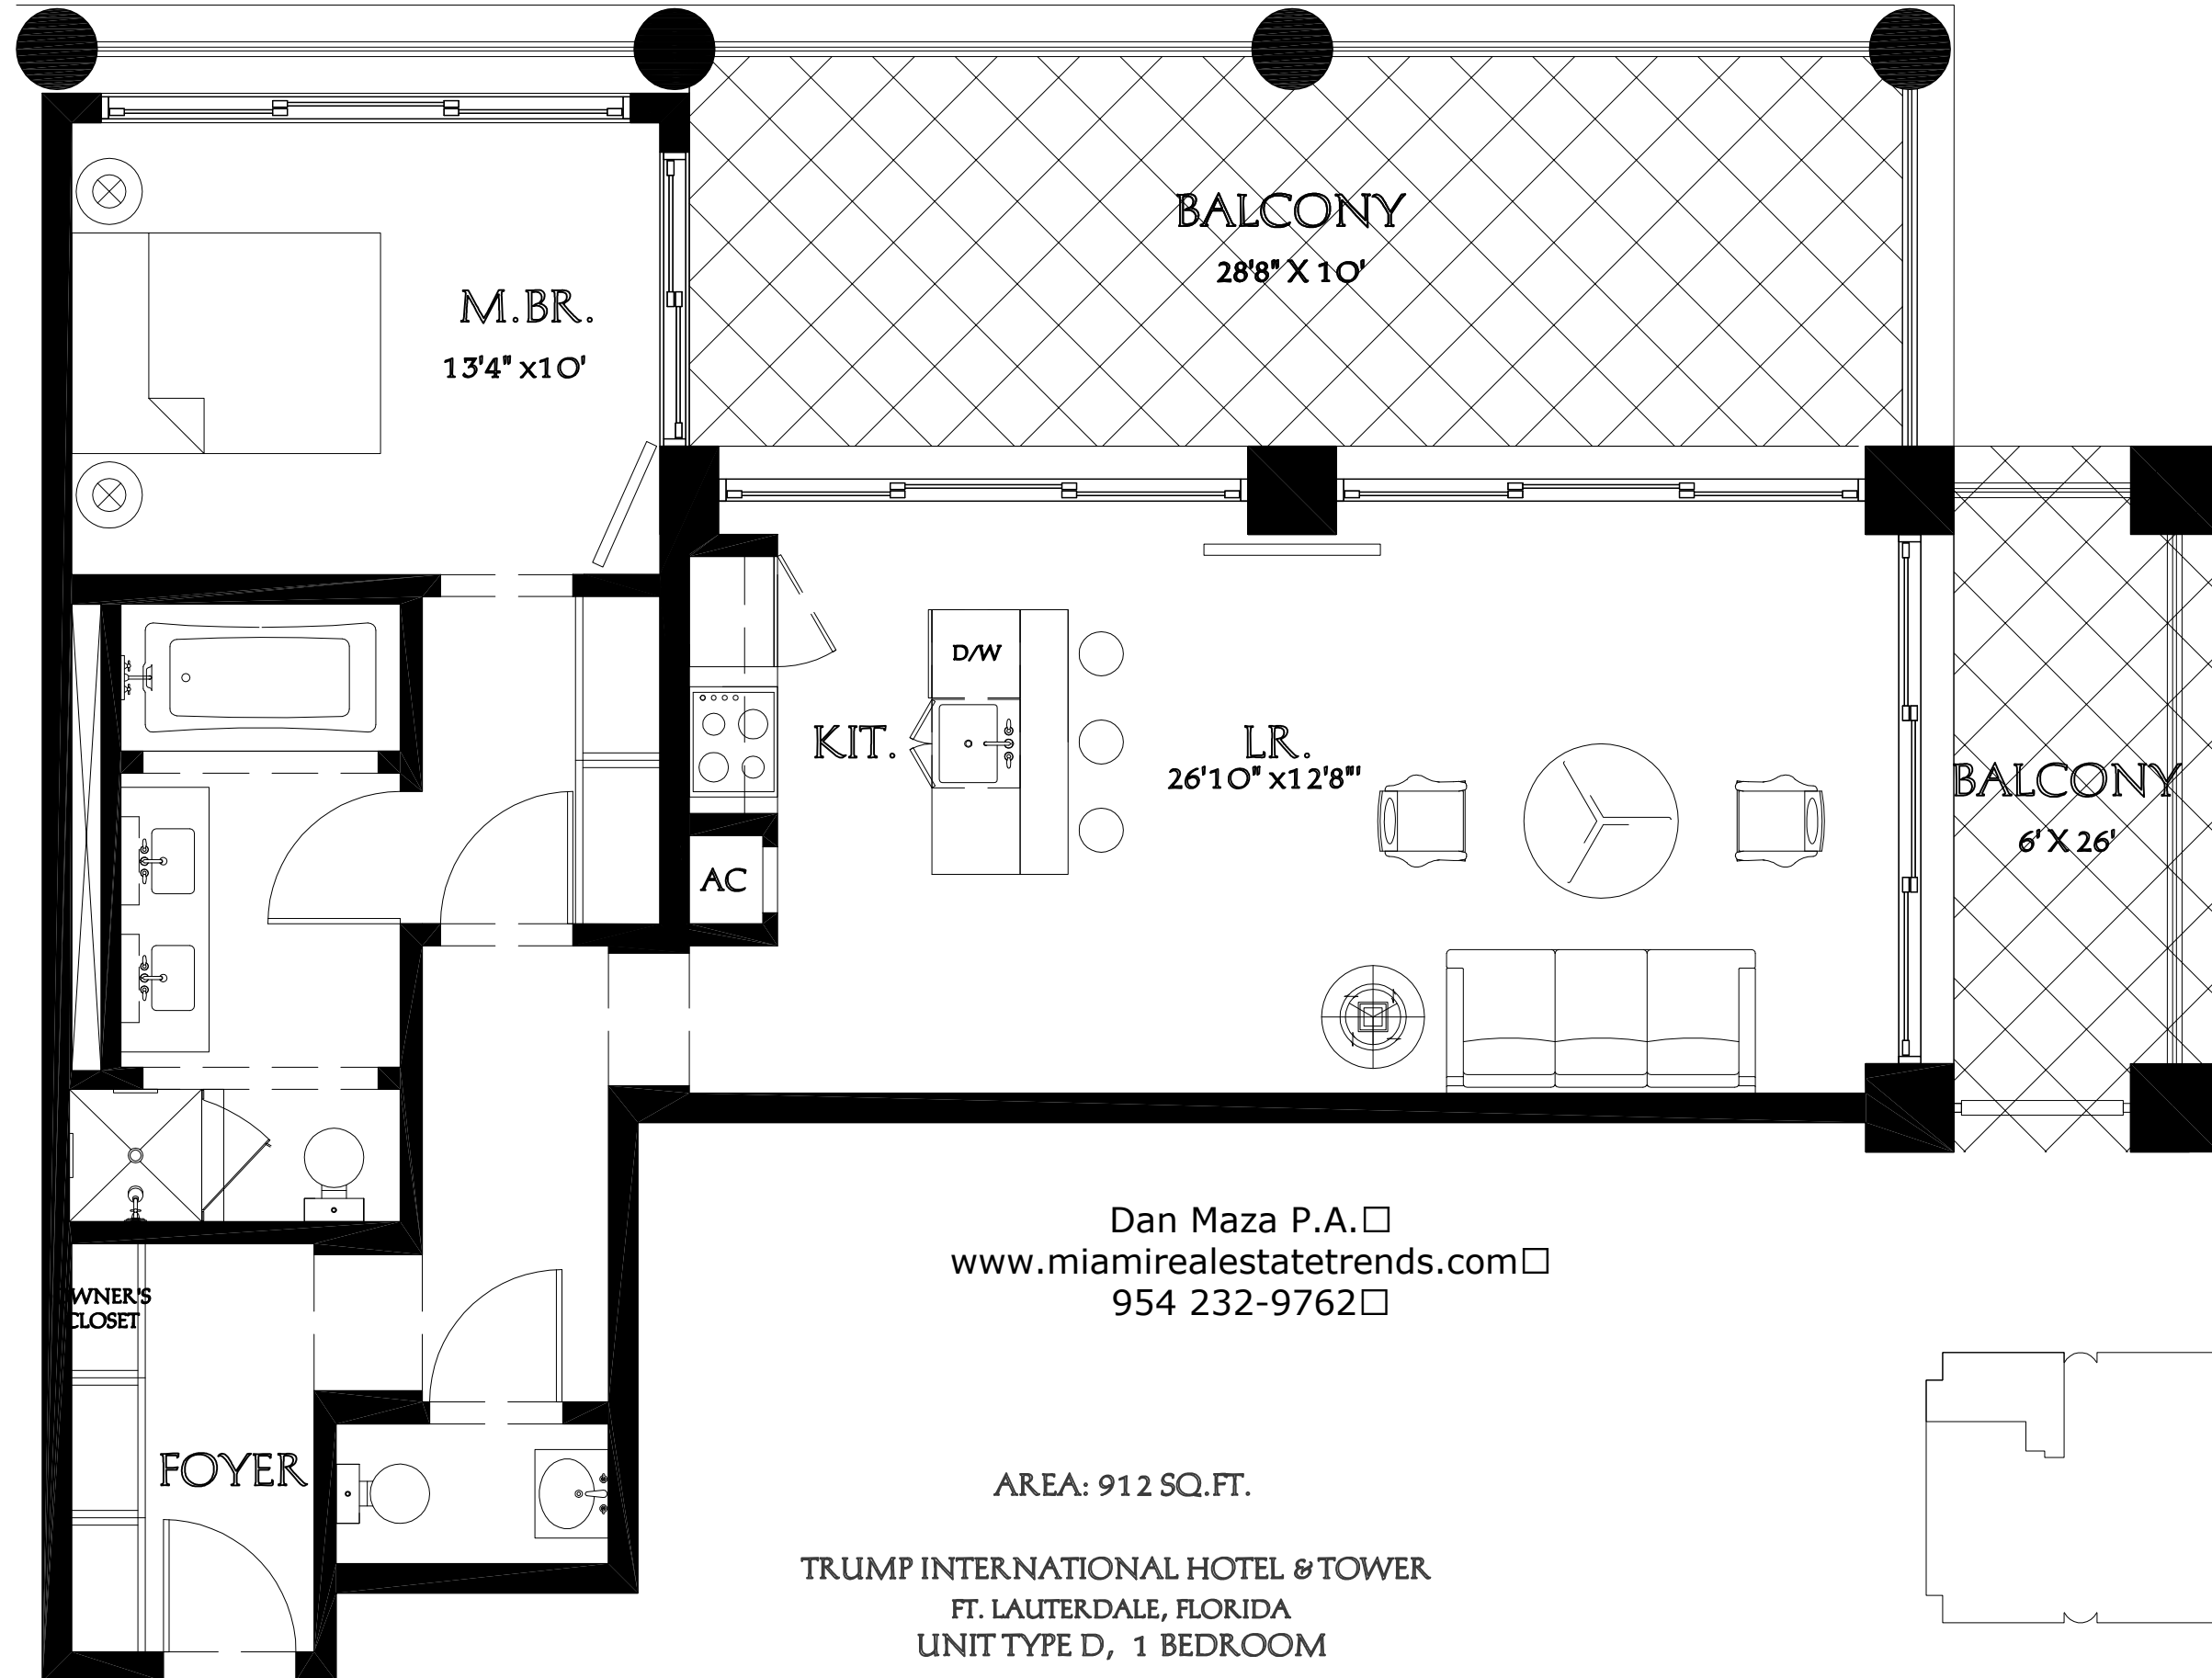 BALCONY
28'8" X 10'
M.BR.
13'4" x10'
D/W
KIT.
LR.
26'10" x12'8"'
BALCONY
6' X 26'
AC
Dan Maza P.A.
www.miamirealestatetrends.com
954 232-9762
WNER'S
CLOSET
FOYER
AREA: 912 SQ.FT.
TRUMP INTERNATIONAL HOTEL & TOWER
FT. LAUTERDALE, FLORIDA
UNIT TYPE D, 1 BEDROOM